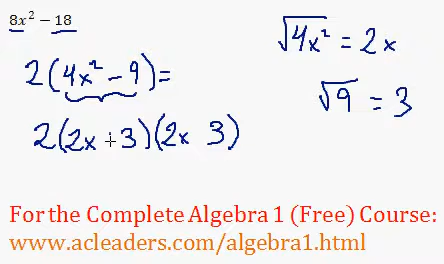 8x² − 18
2(4x² − 9) =
2(2x + 3)(2x 3)
√4x² = 2x
√9 = 3
For the Complete Algebra 1 (Free) Course:
www.acleaders.com/algebra1.html